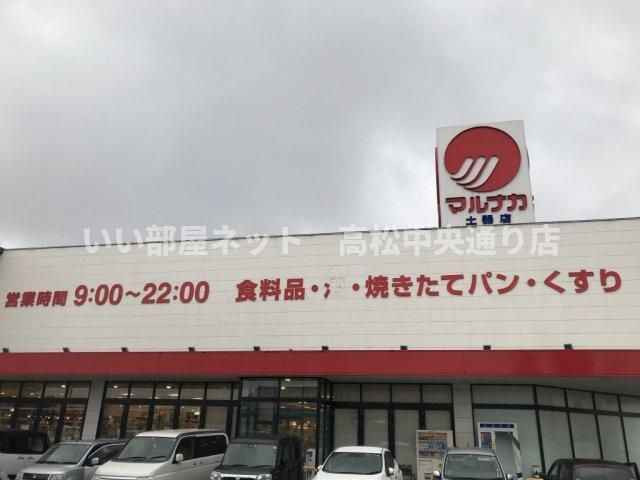 マルナカ
土器店
いい部屋ネット 高松中央通り店
営業時間 9:00〜22:00 食料品・酒・焼きたてパン・くすり